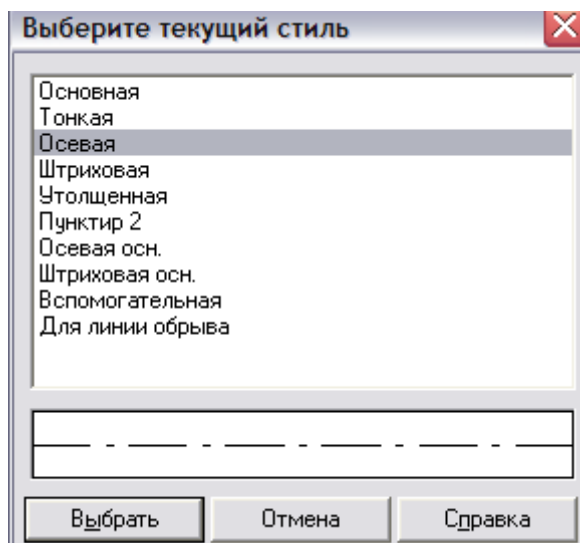 Выберите текущий стиль
Основная
Тонкая
Осевая
Штриховая
Утолщенная
Пунктир 2
Осевая осн.
Штриховая осн.
Вспомогательная
Для линии обрыва
Выбрать Отмена Справка